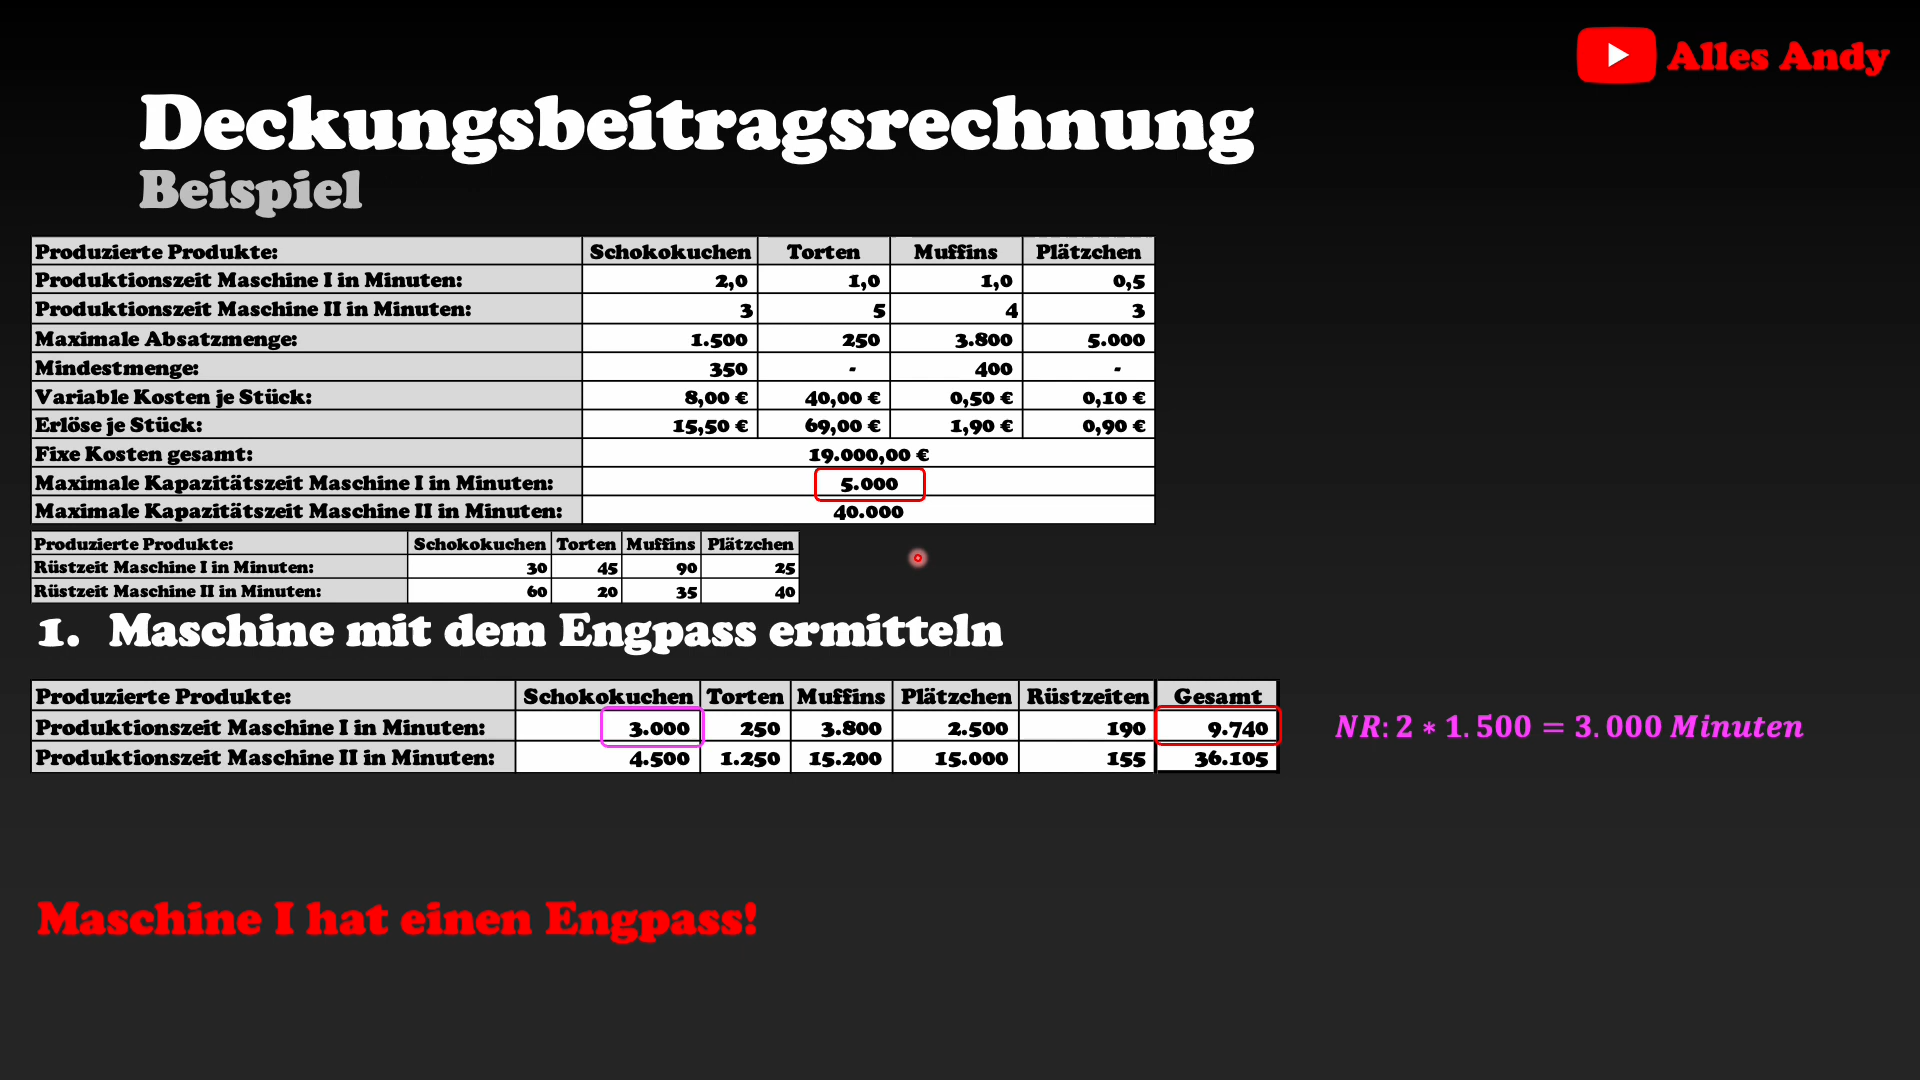 Alles Andy
Deckungsbeitragsrechnung
Beispiel
Produzierte Produkte: Schokokuchen Torten Muffins Plätzchen
Produktionszeit Maschine I in Minuten: 2,0 1,0 1,0 0,5
Produktionszeit Maschine II in Minuten: 3 5 4 3
Maximale Absatzmenge: 1.500 250 3.800 5.000
Mindestmenge: 350 - 400 -
Variable Kosten je Stück: 8,00 € 40,00 € 0,50 € 0,10 €
Erlöse je Stück: 15,50 € 69,00 € 1,90 € 0,90 €
Fixe Kosten gesamt: 19.000,00 €
Maximale Kapazitätszeit Maschine I in Minuten: 5.000
Maximale Kapazitätszeit Maschine II in Minuten: 40.000
Produzierte Produkte: Schokokuchen Torten Muffins Plätzchen
Rüstzeit Maschine I in Minuten: 30 45 90 25
Rüstzeit Maschine II in Minuten: 60 20 35 40
1. Maschine mit dem Engpass ermitteln
Produzierte Produkte: Schokokuchen Torten Muffins Plätzchen Rüstzeiten Gesamt
Produktionszeit Maschine I in Minuten: 3.000 250 3.800 2.500 190 9.740 NR: 2 * 1.500 = 3.000 Minuten
Produktionszeit Maschine II in Minuten: 4.500 1.250 15.200 15.000 155 36.105
Maschine I hat einen Engpass!